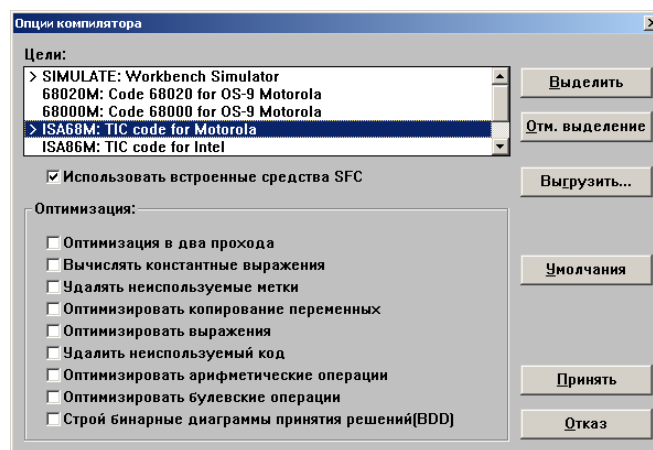 Опции компилятора
Цели:
> SIMULATE: Workbench Simulator
68020M: Code 68020 for OS-9 Motorola
68000M: Code 68000 for OS-9 Motorola
> ISA68M: TIC code for Motorola
ISA86M: TIC code for Intel
Выделить
Отм. выделение
Использовать встроенные средства SFC
Выгрузить...
Оптимизация:
Оптимизация в два прохода
Вычислять константные выражения
Умолчания
Удалять неиспользуемые метки
Оптимизировать копирование переменных
Оптимизировать выражения
Удалить неиспользуемый код
Оптимизировать арифметические операции
Принять
Оптимизировать булевские операции
Строй бинарные диаграммы принятия решений(BDD)
Отказ